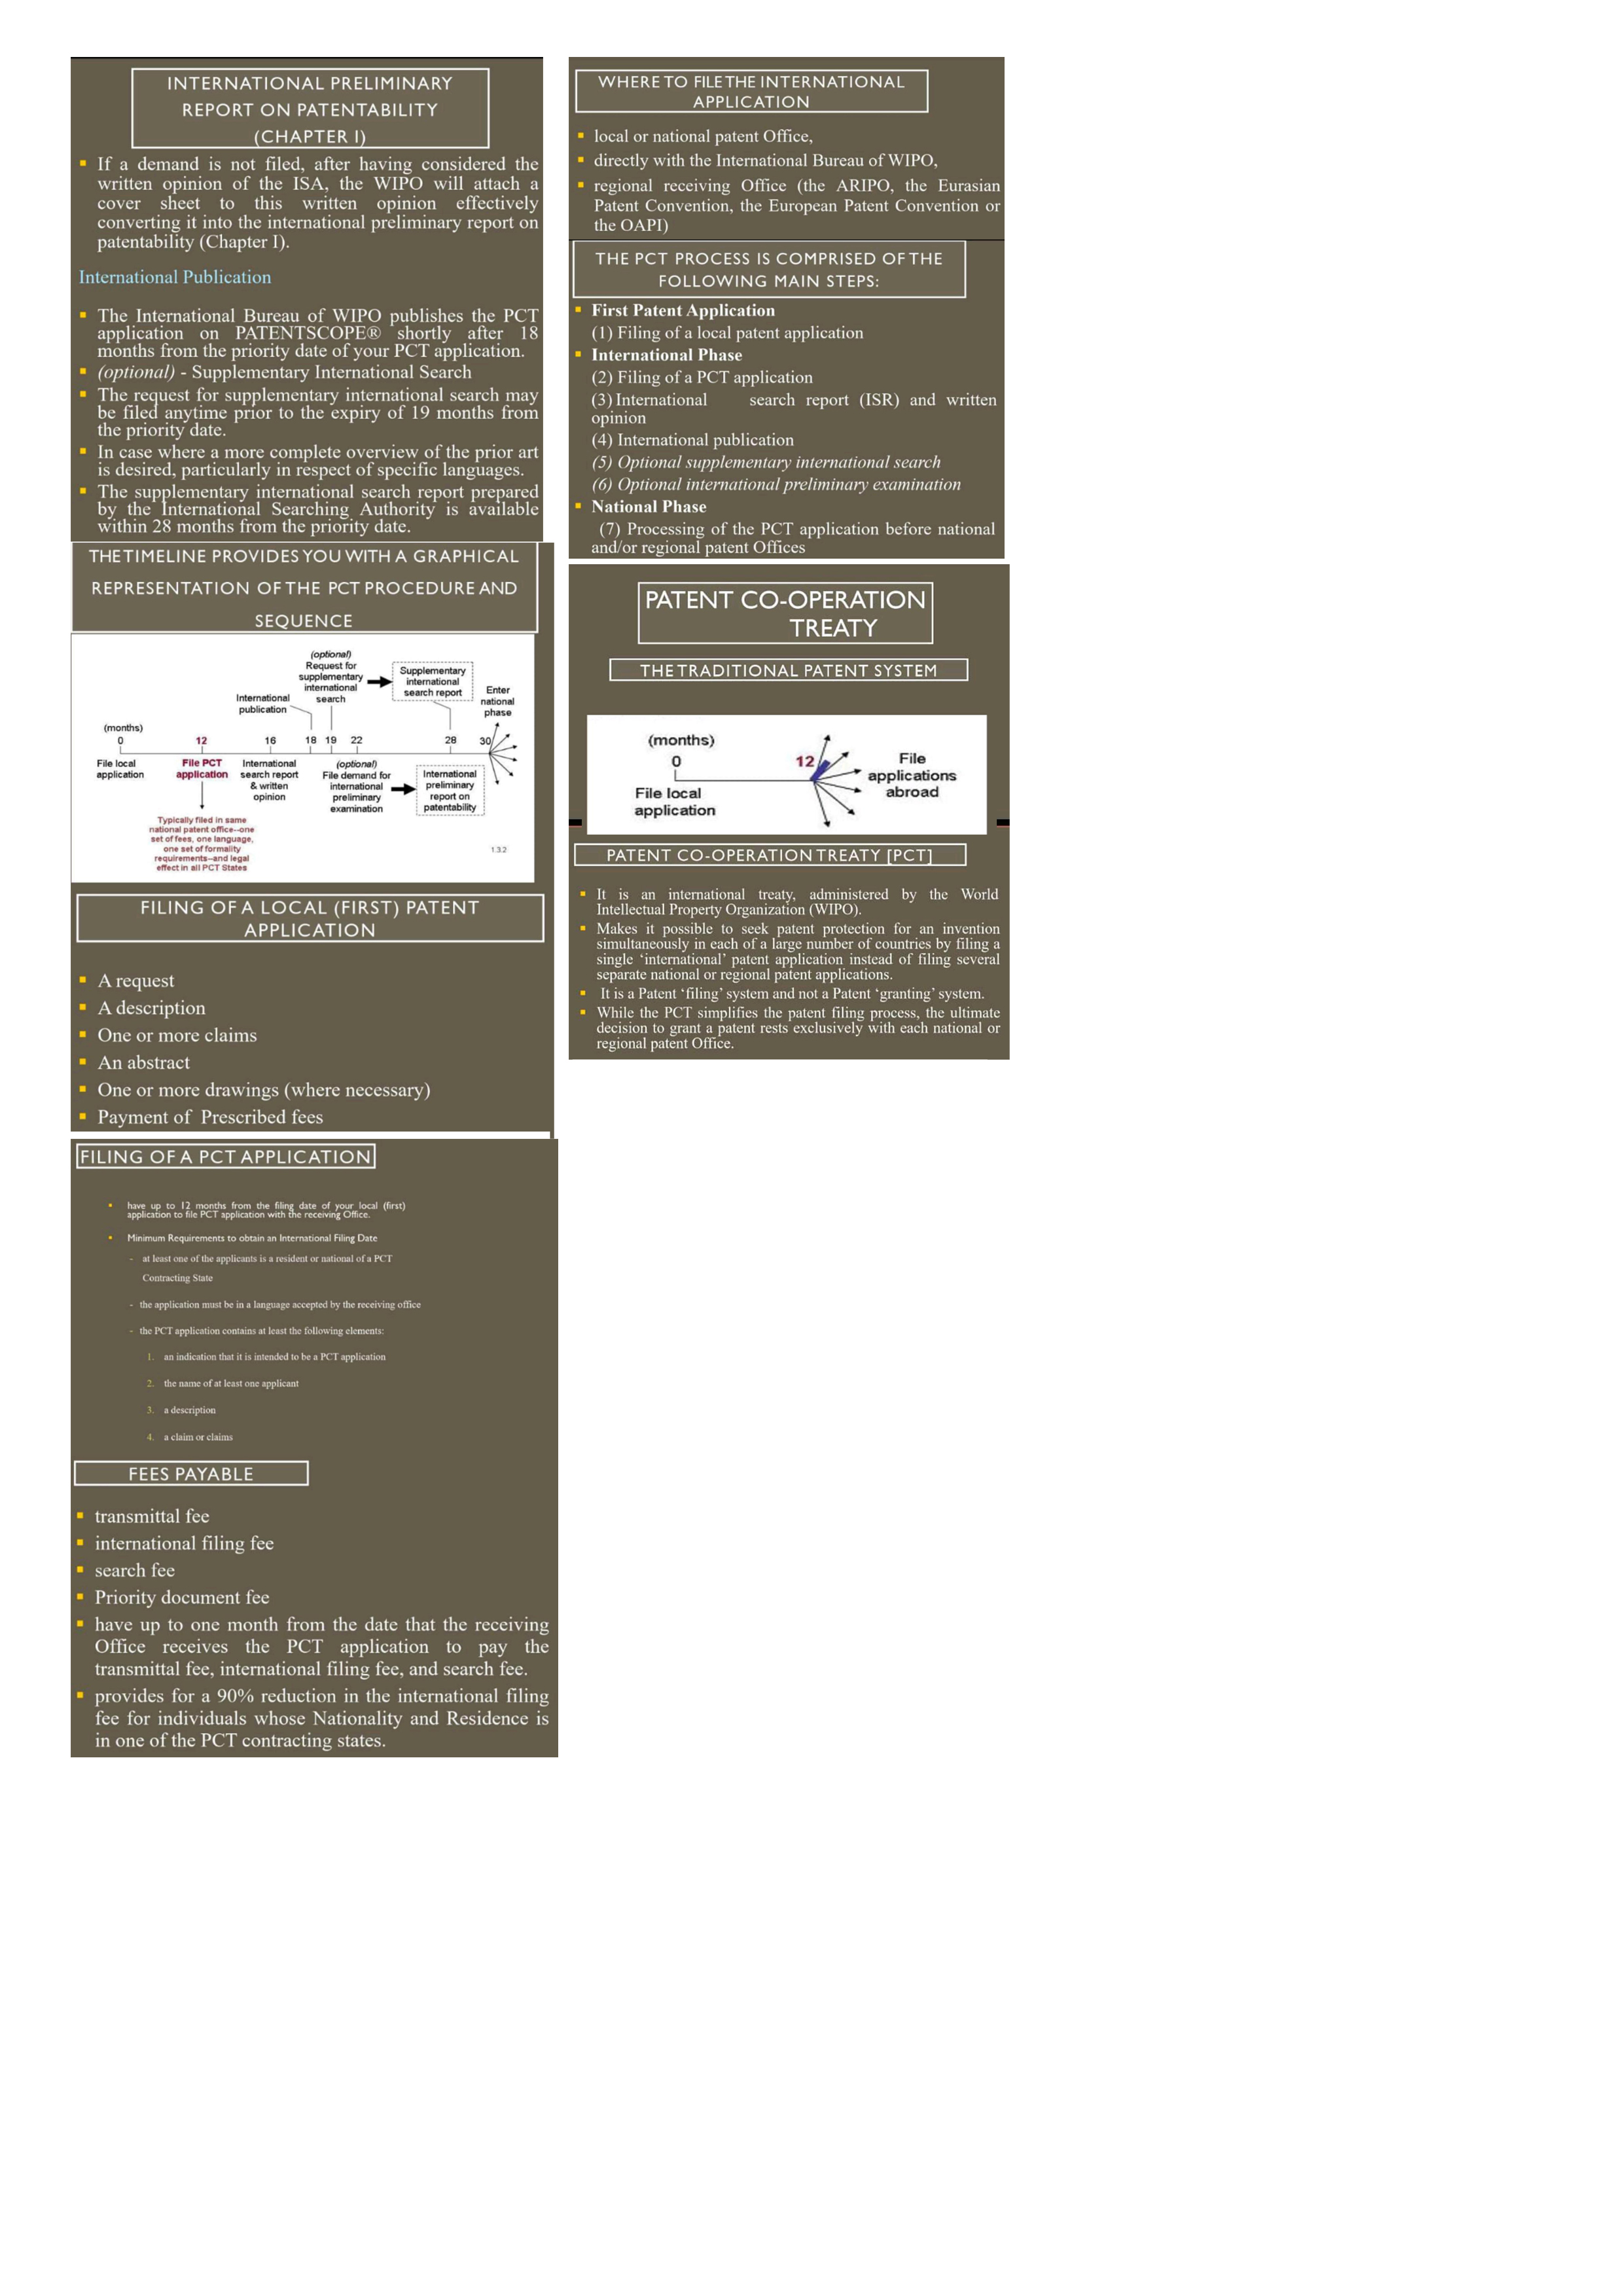 INTERNATIONAL PRELIMINARY
REPORT ON PATENTABILITY
(CHAPTER I)
▪ If a demand is not filed, after having considered the
written opinion of the ISA, the WIPO will attach a
cover sheet to this written opinion effectively
converting it into the international preliminary report on
patentability (Chapter I).
International Publication
▪ The International Bureau of WIPO publishes the PCT
application on PATENTSCOPE® shortly after 18
months from the priority date of your PCT application.
▪ (optional) - Supplementary International Search
▪ The request for supplementary international search may
be filed anytime prior to the expiry of 19 months from
the priority date.
▪ In case where a more complete overview of the prior art
is desired, particularly in respect of specific languages.
▪ The supplementary international search report prepared
by the International Searching Authority is available
within 28 months from the priority date.
THE TIMELINE PROVIDES YOU WITH A GRAPHICAL
REPRESENTATION OF THE PCT PROCEDURE AND
SEQUENCE
(optional)
Request for
supplementary
international
search
Supplementary
international
search report
International
publication
Enter
national
phase
(months)
0 12 16 18 19 22 28 30
File local
application
File PCT
application
International
search report
& written
opinion
(optional)
File demand for
international
preliminary
examination
International
preliminary
report on
patentability
Typically filed in same
national patent office--one
set of fees, one language,
one set of formality
requirements--and legal
effect in all PCT States
1.3.2
FILING OF A LOCAL (FIRST) PATENT
APPLICATION
▪ A request
▪ A description
▪ One or more claims
▪ An abstract
▪ One or more drawings (where necessary)
▪ Payment of Prescribed fees
FILING OF A PCT APPLICATION
• have up to 12 months from the filing date of your local (first)
application to file PCT application with the receiving Office.
• Minimum Requirements to obtain an International Filing Date
- at least one of the applicants is a resident or national of a PCT
Contracting State
- the application must be in a language accepted by the receiving office
- the PCT application contains at least the following elements:
1. an indication that it is intended to be a PCT application
2. the name of at least one applicant
3. a description
4. a claim or claims
FEES PAYABLE
▪ transmittal fee
▪ international filing fee
▪ search fee
▪ Priority document fee
▪ have up to one month from the date that the receiving
Office receives the PCT application to pay the
transmittal fee, international filing fee, and search fee.
▪ provides for a 90% reduction in the international filing
fee for individuals whose Nationality and Residence is
in one of the PCT contracting states.
WHERE TO FILE THE INTERNATIONAL
APPLICATION
▪ local or national patent Office,
▪ directly with the International Bureau of WIPO,
▪ regional receiving Office (the ARIPO, the Eurasian
Patent Convention, the European Patent Convention or
the OAPI)
THE PCT PROCESS IS COMPRISED OF THE
FOLLOWING MAIN STEPS:
▪ First Patent Application
(1) Filing of a local patent application
▪ International Phase
(2) Filing of a PCT application
(3) International search report (ISR) and written
opinion
(4) International publication
(5) Optional supplementary international search
(6) Optional international preliminary examination
▪ National Phase
(7) Processing of the PCT application before national
and/or regional patent Offices
PATENT CO-OPERATION
TREATY
THE TRADITIONAL PATENT SYSTEM
(months)
0 12
File local
application
File
applications
abroad
PATENT CO-OPERATION TREATY [PCT]
▪ It is an international treaty, administered by the World
Intellectual Property Organization (WIPO).
▪ Makes it possible to seek patent protection for an invention
simultaneously in each of a large number of countries by filing a
single ‘international’ patent application instead of filing several
separate national or regional patent applications.
▪ It is a Patent ‘filing’ system and not a Patent ‘granting’ system.
▪ While the PCT simplifies the patent filing process, the ultimate
decision to grant a patent rests exclusively with each national or
regional patent Office.